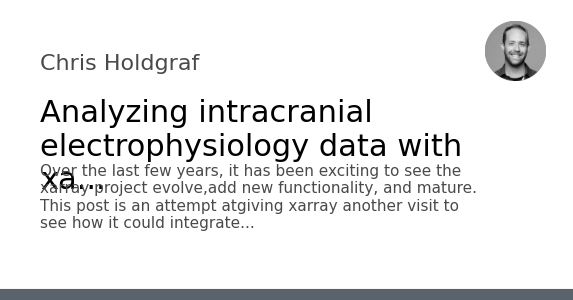 Chris Holdgraf
Analyzing intracranial
electrophysiology data with
xa...
Over the last few years, it has been exciting to see the
xarray project evolve,add new functionality, and mature.
This post is an attempt atgiving xarray another visit to
see how it could integrate...